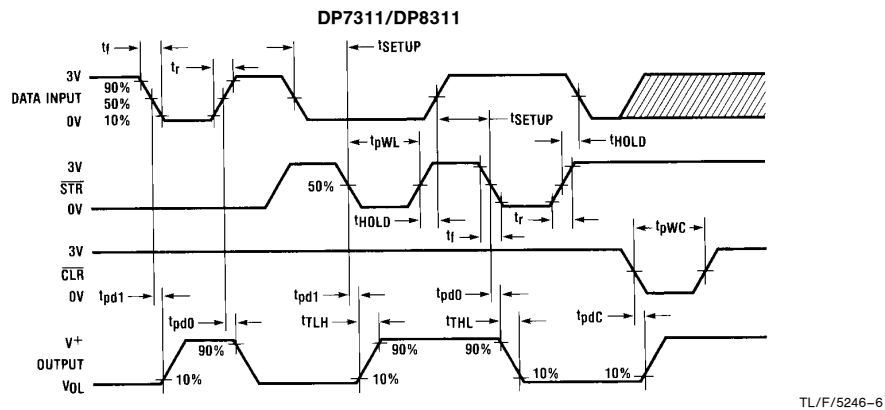 DP7311/DP8311
tf
tSETUP
tr
3V
90%
DATA INPUT
50%
0V
10%
tSETUP
tpWL
tHOLD
3V
STR
50%
0V
tHOLD
tr
tf
tpWC
3V
CLR
0V
tpd1
tpd1
tpd0
tpdC
tpd0
tTLH
tTHL
V+
90%
90%
90%
OUTPUT
10%
10%
10%
10%
VOL
TL/F/5246–6